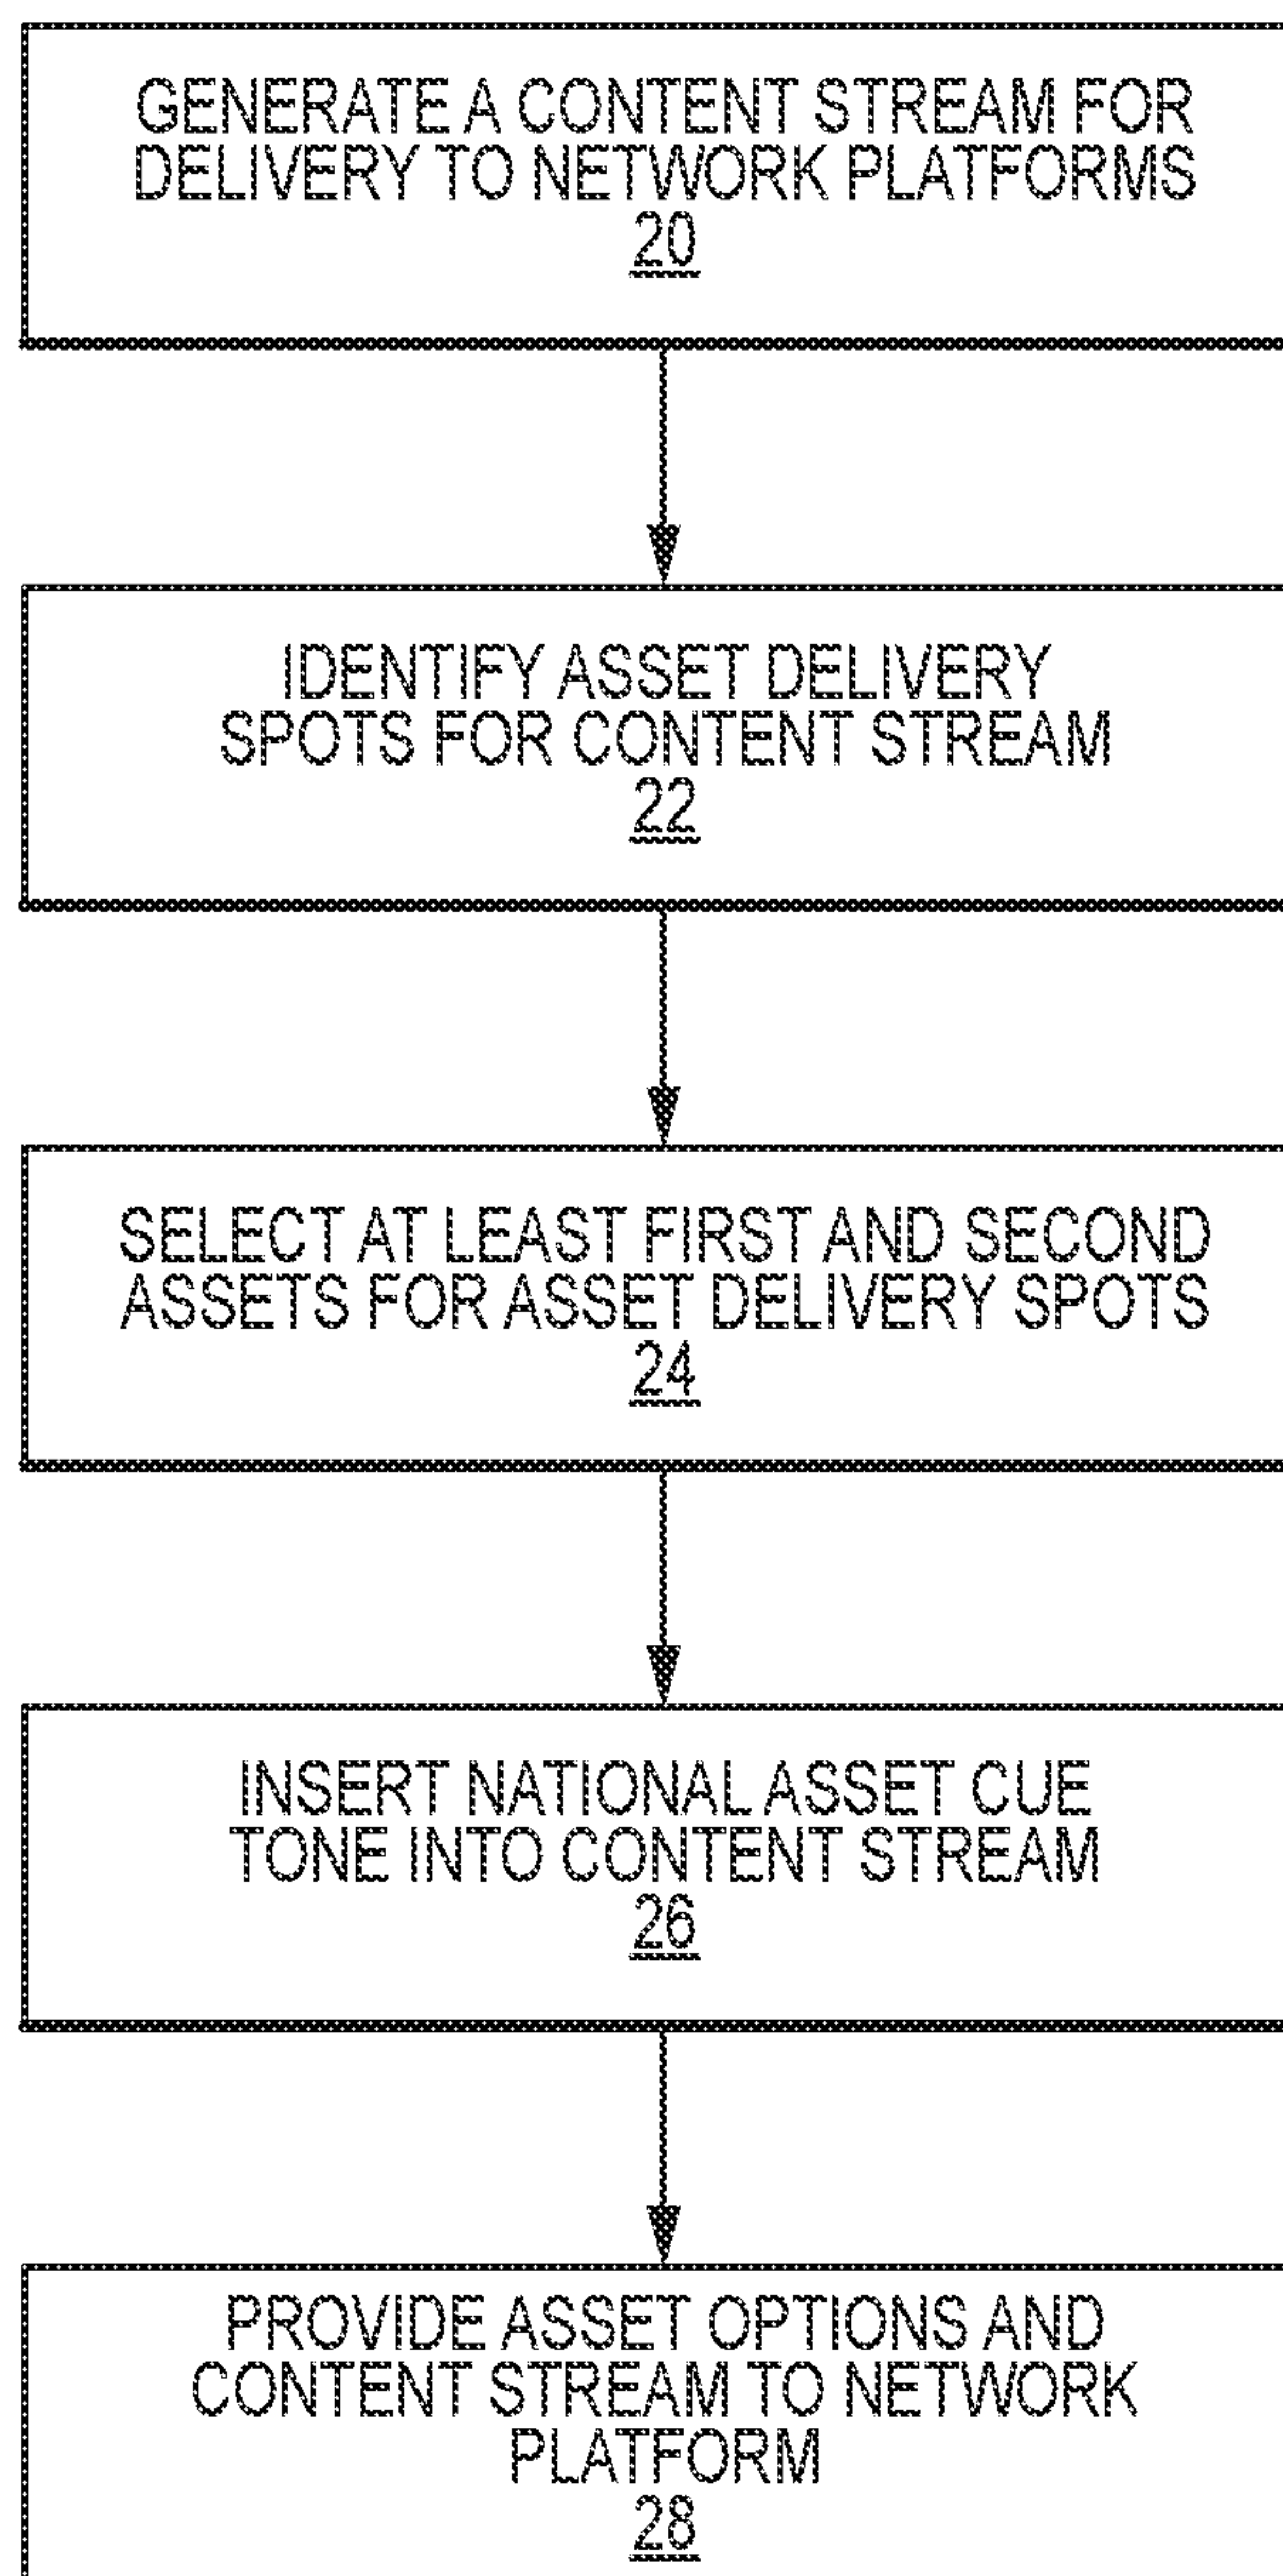 GENERATE A CONTENT STREAM FOR
DELIVERY TO NETWORK PLATFORMS
20
IDENTIFY ASSET DELIVERY
SPOTS FOR CONTENT STREAM
22
SELECT AT LEAST FIRST AND SECOND
ASSETS FOR ASSET DELIVERY SPOTS
24
INSERT NATIONAL ASSET CUE
TONE INTO CONTENT STREAM
26
PROVIDE ASSET OPTIONS AND
CONTENT STREAM TO NETWORK
PLATFORM
28